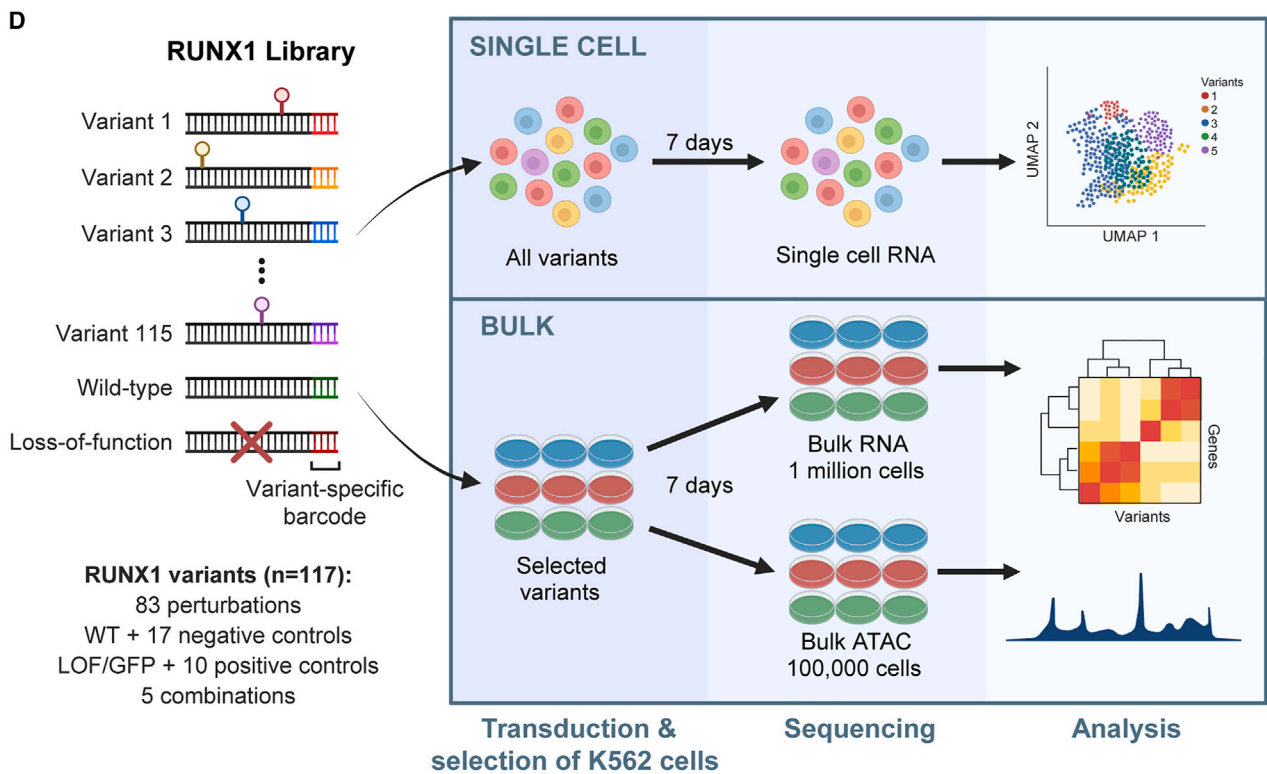 D
RUNX1 Library
Variant 1
Variant 2
Variant 3
Variant 115
Wild-type
Loss-of-function
Variant-specific
barcode
RUNX1 variants (n=117):
83 perturbations
WT + 17 negative controls
LOF/GFP + 10 positive controls
5 combinations
SINGLE CELL
All variants
7 days
Single cell RNA
UMAP 2
UMAP 1
Variants
1
2
3
4
5
BULK
Selected
variants
7 days
Bulk RNA
1 million cells
Bulk ATAC
100,000 cells
Genes
Variants
Transduction &
selection of K562 cells
Sequencing
Analysis